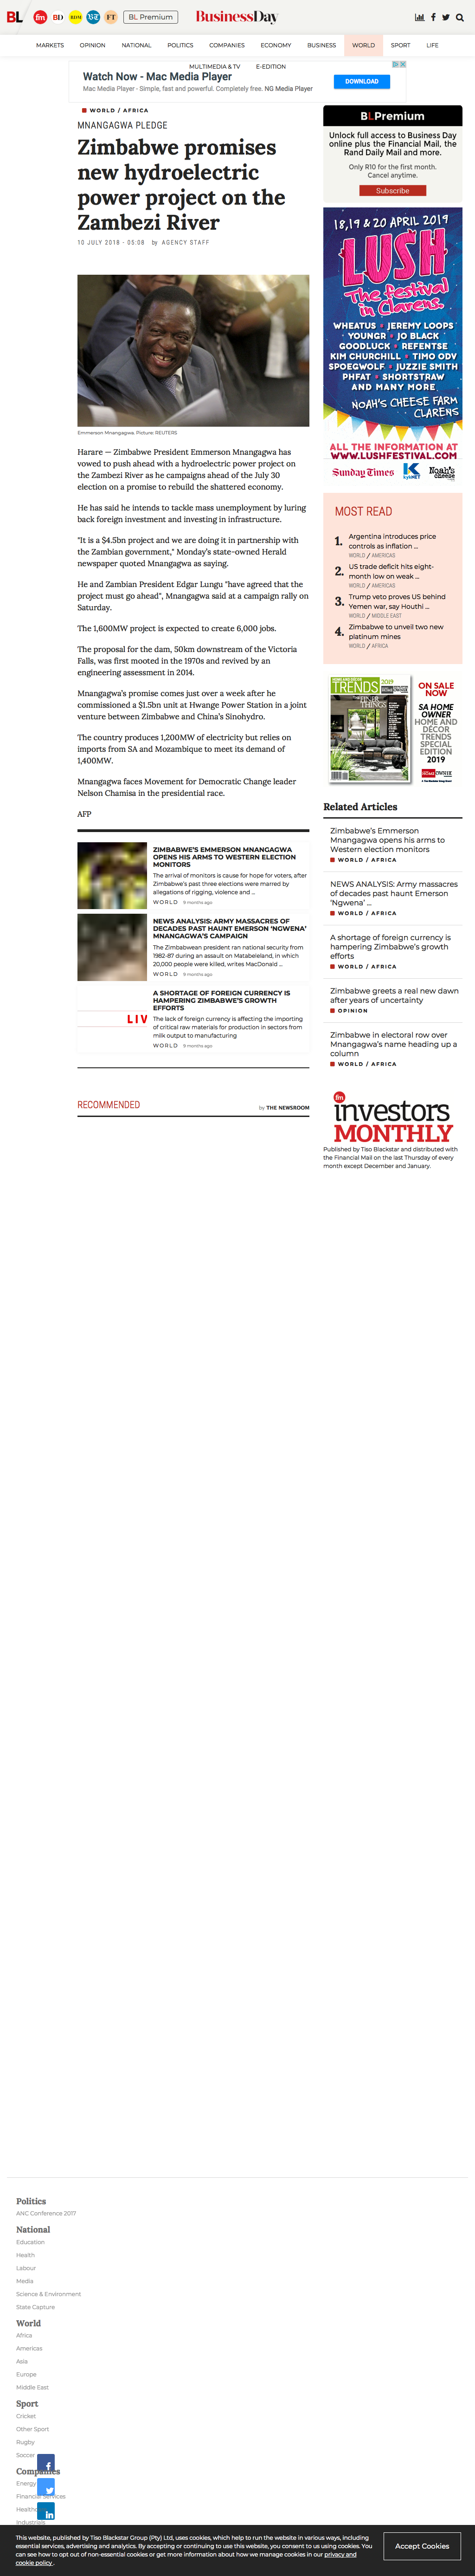 BL
fm
BD
RDM
FT
BL Premium
BusinessDay
MARKETS
OPINION
NATIONAL
POLITICS
COMPANIES
ECONOMY
BUSINESS
WORLD
SPORT
LIFE
MULTIMEDIA & TV
E-EDITION
Watch Now - Mac Media Player
Mac Media Player - Simple, fast and powerful. Completely free. NG Media Player
DOWNLOAD
WORLD / AFRICA
MNANGAGWA PLEDGE
Zimbabwe promises
new hydroelectric
power project on the
Zambezi River
10 JULY 2018 - 05:08 by AGENCY STAFF
Emmerson Mnangagwa. Picture: REUTERS
Harare — Zimbabwe President Emmerson Mnangagwa has
vowed to push ahead with a hydroelectric power project on
the Zambezi River as he campaigns ahead of the July 30
election on a promise to rebuild the shattered economy.
He has said he intends to tackle mass unemployment by luring
back foreign investment and investing in infrastructure.
"It is a $4.5bn project and we are doing it in partnership with
the Zambian government," Monday's state-owned Herald
newspaper quoted Mnangagwa as saying.
He and Zambian President Edgar Lungu "have agreed that the
project must go ahead", Mnangagwa said at a campaign rally on
Saturday.
The 1,600MW project is expected to create 6,000 jobs.
The proposal for the dam, 50km downstream of the Victoria
Falls, was first mooted in the 1970s and revived by an
engineering assessment in 2014.
Mnangagwa's promise comes just over a week after he
commissioned a $1.5bn unit at Hwange Power Station in a joint
venture between Zimbabwe and China's Sinohydro.
The country produces 1,200MW of electricity but relies on
imports from SA and Mozambique to meet its demand of
1,400MW.
Mnangagwa faces Movement for Democratic Change leader
Nelson Chamisa in the presidential race.
AFP
ZIMBABWE'S EMMERSON MNANGAGWA
OPENS HIS ARMS TO WESTERN ELECTION
MONITORS
The arrival of monitors is cause for hope for voters, after
Zimbabwe's past three elections were marred by
allegations of rigging, violence and ...
WORLD 9 months ago
NEWS ANALYSIS: ARMY MASSACRES OF
DECADES PAST HAUNT EMERSON 'NGWENA'
MNANGAGWA'S CAMPAIGN
The Zimbabwean president ran national security from
1982-87 during an assault on Matabeleland, in which
20,000 people were killed, writes MacDonald ...
WORLD 9 months ago
LIV
A SHORTAGE OF FOREIGN CURRENCY IS
HAMPERING ZIMBABWE'S GROWTH
EFFORTS
The lack of foreign currency is affecting the importing
of critical raw materials for production in sectors from
milk output to manufacturing
WORLD 9 months ago
RECOMMENDED
by THE NEWSROOM
BLPremium
Unlock full access to Business Day
online plus the Financial Mail, the
Rand Daily Mail and more.
Only R10 for the first month.
Cancel anytime.
Subscribe
18,19 & 20 APRIL 2019
LUSH
The festival
in Clarens
WHEATUS • JEREMY LOOPS
YOUNGR • JO BLACK
GOODLUCK • REFENTSE
KIM CHURCHILL • TIMO ODV
SPOEGWOLF • JUZZIE SMITH
PHFAT • SHORTSTRAW
AND MANY MORE
NOAH'S CHEESE FARM
CLARENS
ALL THE INFORMATION AT
WWW.LUSHFESTIVAL.COM
Sunday Times
K
kykNET
Noah's
cheese
MOST READ
1. Argentina introduces price
controls as inflation ...
WORLD / AMERICAS
2. US trade deficit hits eight-
month low on weak ...
WORLD / AMERICAS
3. Trump veto proves US behind
Yemen war, say Houthi ...
WORLD / MIDDLE EAST
4. Zimbabwe to unveil two new
platinum mines
WORLD / AFRICA
TRENDS
2019
FINER
THINGS
ON SALE
NOW
SA HOME
OWNER
HOME AND
DÉCOR
TRENDS
SPECIAL
EDITION
2019
Related Articles
Zimbabwe's Emmerson
Mnangagwa opens his arms to
Western election monitors
WORLD / AFRICA
NEWS ANALYSIS: Army massacres
of decades past haunt Emerson
'Ngwena' ...
WORLD / AFRICA
A shortage of foreign currency is
hampering Zimbabwe's growth
efforts
WORLD / AFRICA
Zimbabwe greets a real new dawn
after years of uncertainty
OPINION
Zimbabwe in electoral row over
Mnangagwa's name heading up a
column
WORLD / AFRICA
fm
investors
MONTHLY
Published by Tiso Blackstar and distributed with
the Financial Mail on the last Thursday of every
month except December and January.
Politics
ANC Conference 2017
National
Education
Health
Labour
Media
Science & Environment
State Capture
World
Africa
Americas
Asia
Europe
Middle East
Sport
Cricket
Other Sport
Rugby
Soccer
Companies
Energy
Financial Services
Industrials
This website, published by Tiso Blackstar Group (Pty) Ltd, uses cookies, which help to run the website in various ways, including
essential services, advertising and analytics. By accepting or continuing to use this website, you consent to us using cookies. You
can see how to opt out of non-essential cookies or get more information about how we manage cookies in our privacy and
cookie policy.
Accept Cookies